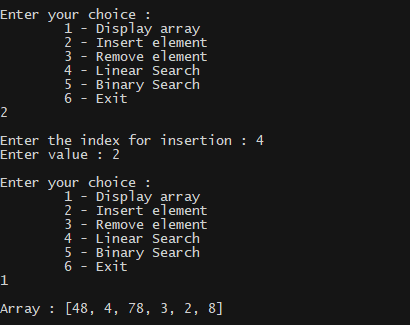 Enter your choice :
        1 - Display array
        2 - Insert element
        3 - Remove element
        4 - Linear Search
        5 - Binary Search
        6 - Exit
2

Enter the index for insertion : 4
Enter value : 2

Enter your choice :
        1 - Display array
        2 - Insert element
        3 - Remove element
        4 - Linear Search
        5 - Binary Search
        6 - Exit
1

Array : [48, 4, 78, 3, 2, 8]